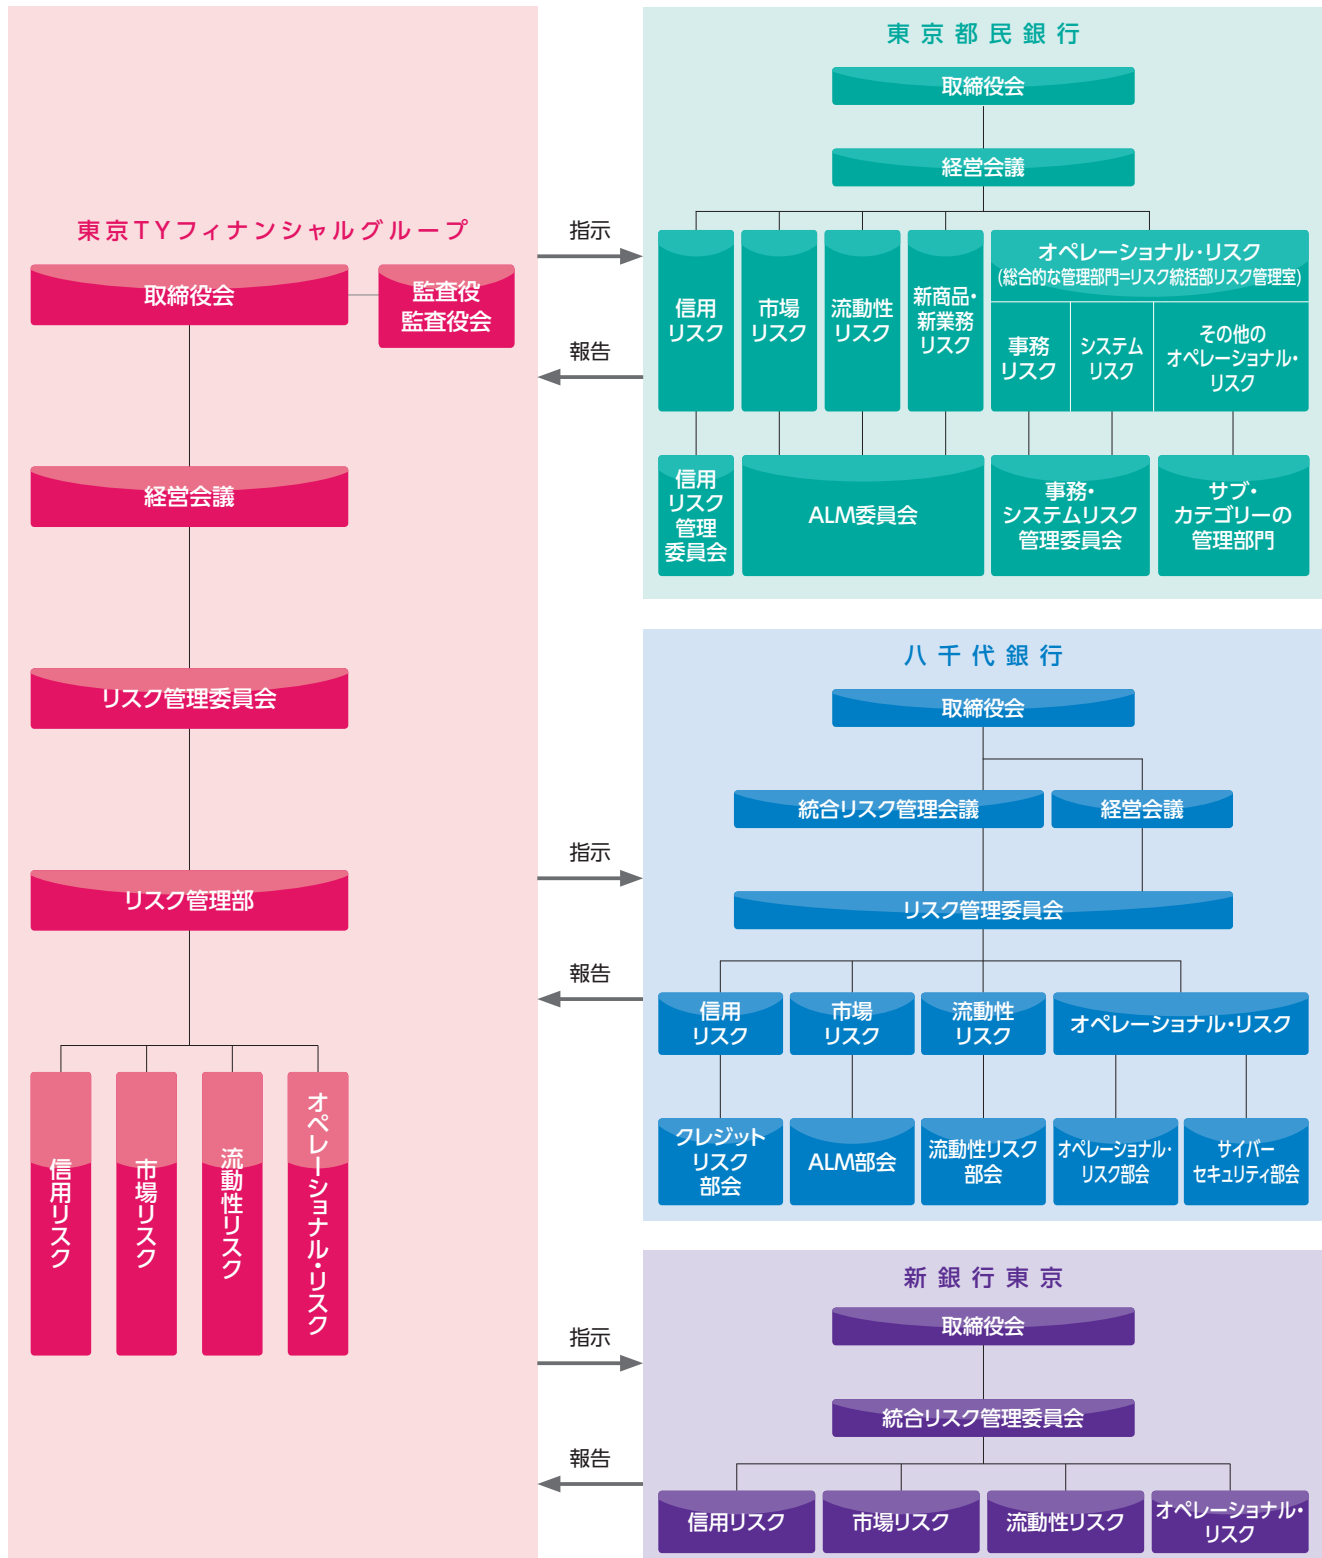 東京TYフィナンシャルグループ
取締役会
監査役
監査役会
経営会議
リスク管理委員会
リスク管理部
信用リスク
市場リスク
流動性リスク
オペレーショナル・リスク
指示
報告
指示
報告
指示
報告
東京都民銀行
取締役会
経営会議
信用
リスク
市場
リスク
流動性
リスク
新商品・
新業務
リスク
オペレーショナル・リスク
(総合的な管理部門=リスク統括部リスク管理室)
事務
リスク
システム
リスク
その他の
オペレーショナル・
リスク
信用
リスク
管理
委員会
ALM委員会
事務・
システムリスク
管理委員会
サブ・
カテゴリーの
管理部門
八千代銀行
取締役会
統合リスク管理会議
経営会議
リスク管理委員会
信用
リスク
市場
リスク
流動性
リスク
オペレーショナル・リスク
クレジット
リスク
部会
ALM部会
流動性リスク
部会
オペレーショナル・
リスク部会
サイバー
セキュリティ部会
新銀行東京
取締役会
統合リスク管理委員会
信用リスク
市場リスク
流動性リスク
オペレーショナル・
リスク